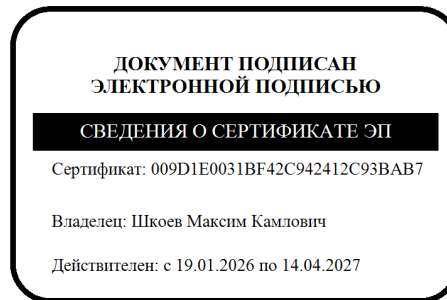 ДОКУМЕНТ ПОДПИСАН
ЭЛЕКТРОННОЙ ПОДПИСЬЮ
СВЕДЕНИЯ О СЕРТИФИКАТЕ ЭП
Сертификат: 009D1E0031BF42C942412C93BAB7
Владелец: Шкоев Максим Камлович
Действителен: с 19.01.2026 по 14.04.2027